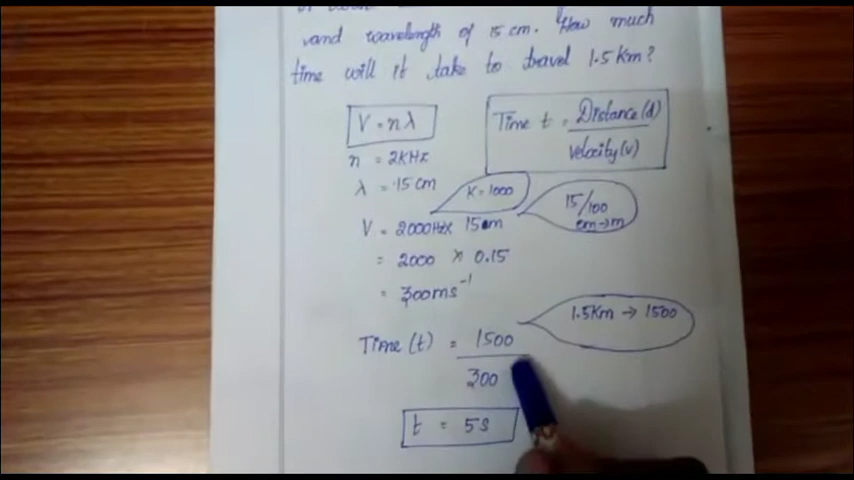 and wavelength of 15 cm. How much
time will it take to travel 1.5 Km?
V = nλ
Time t = Distance (d) / velocity (v)
n = 2KHz
λ = 15 cm
K = 1000
15/100
cm → m
V = 2000Hz x 15cm
= 2000 x 0.15
= 300ms⁻¹
1.5Km → 1500
Time (t) = 1500 / 300
t = 5s